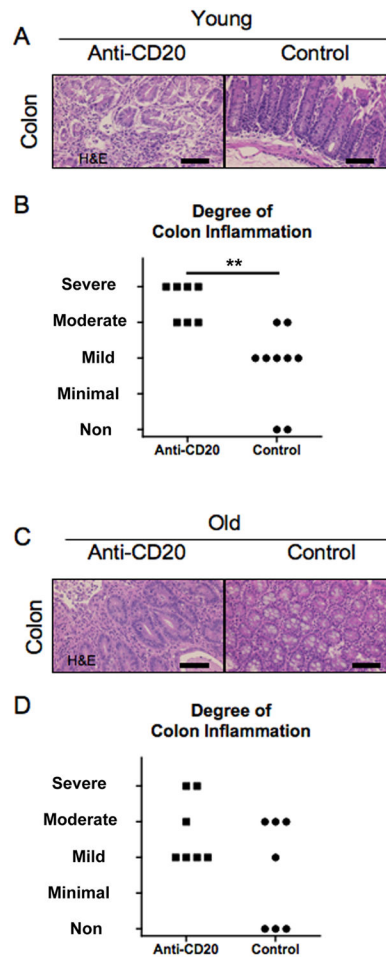 Young
A
Anti-CD20 Control
Colon
H&E
B
Degree of
Colon Inflammation
**
Severe
Moderate
Mild
Minimal
Non
Anti-CD20 Control
Old
C
Anti-CD20 Control
Colon
H&E
D
Degree of
Colon Inflammation
Severe
Moderate
Mild
Minimal
Non
Anti-CD20 Control